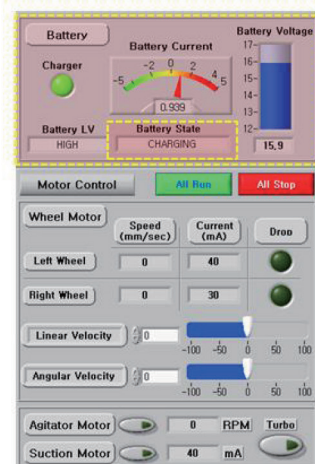 Battery
Battery Current
Battery Voltage
Charger
-5 -2 0 2 4 5
0.939
17-
16-
15-
14-
13-
12-
Battery LV
HIGH
Battery State
CHARGING
15,9
Motor Control
All Run
All Stop
Wheel Motor
Speed
(mm/sec)
Current
(mA)
Drop
Left Wheel
0
40
Right Wheel
0
30
Linear Velocity
0
-100 -50 0 50 100
Angular Velocity
0
-100 -50 0 50 100
Agitator Motor
0
RPM
Turbo
Suction Motor
40
mA